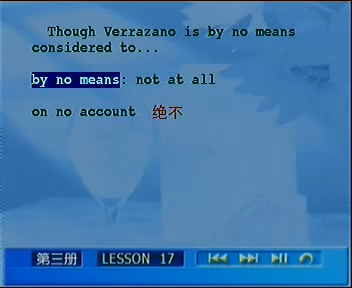 Though Verrazano is by no means
considered to...
by no means: not at all
on no account 绝不
第三册 LESSON 17